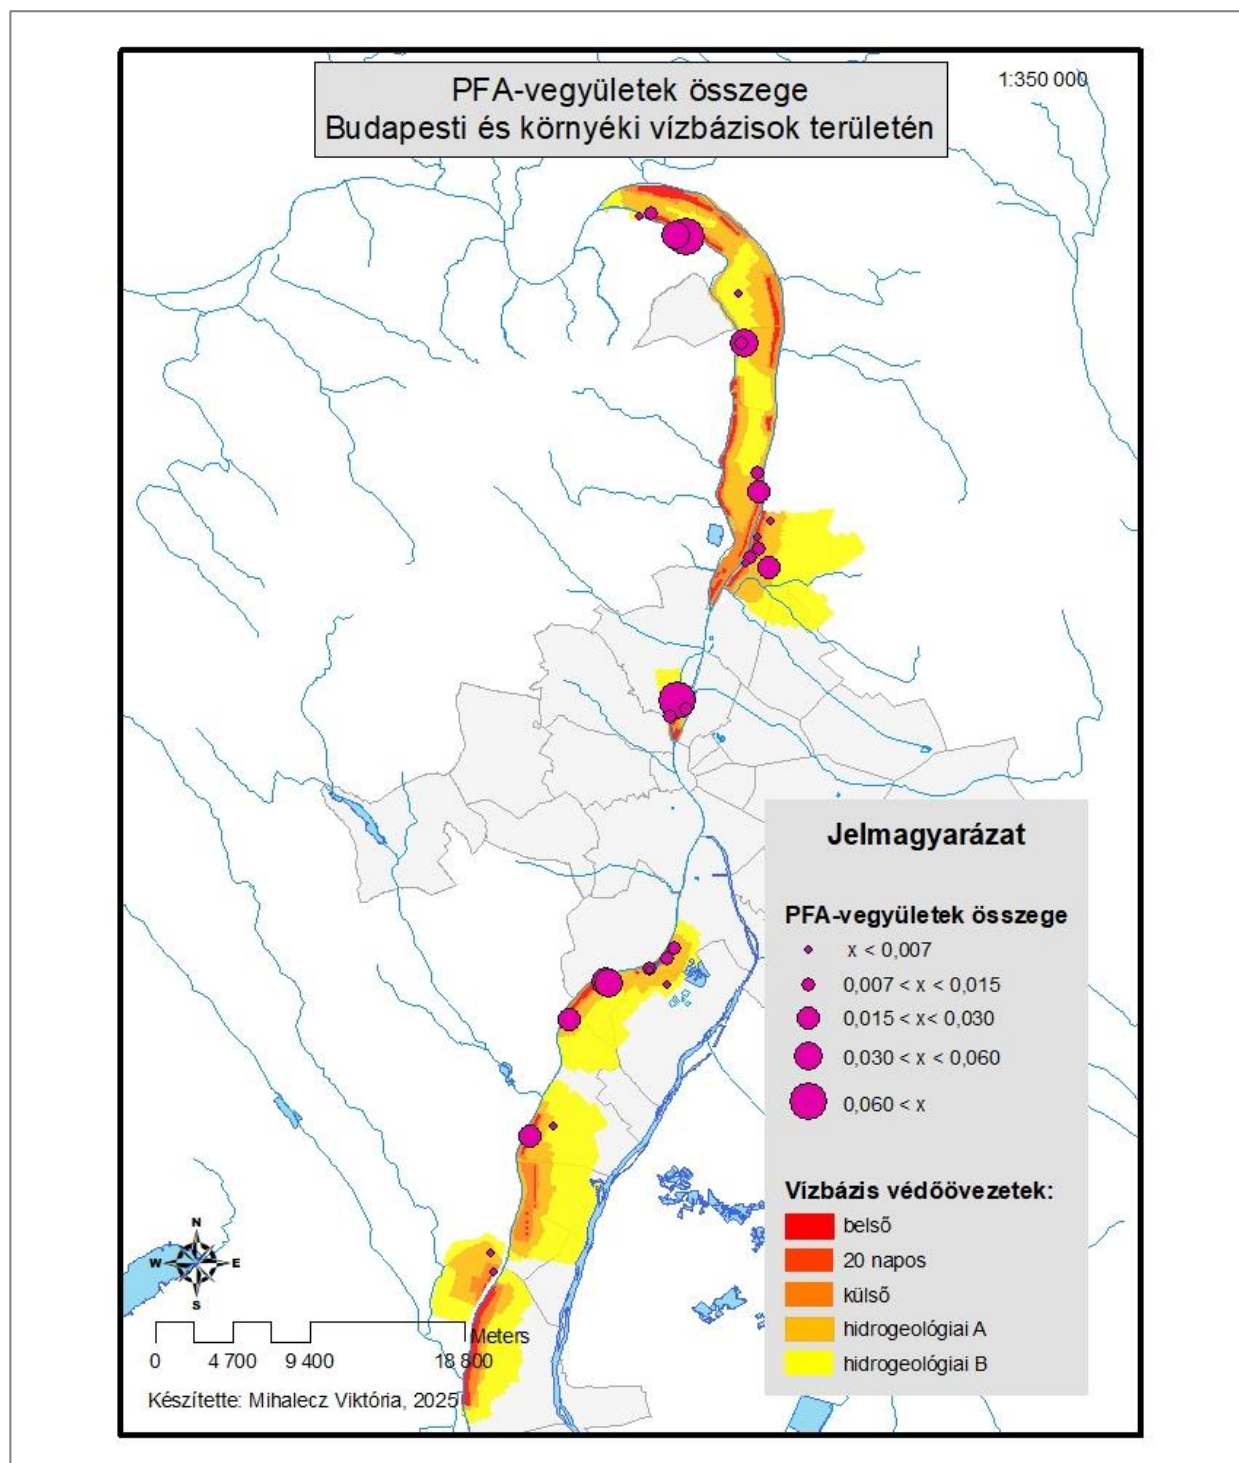 PFA-vegyületek összege
Budapesti és környéki vízbázisok területén
1:350 000
Jelmagyarázat
PFA-vegyületek összege
x < 0,007
0,007 < x < 0,015
0,015 < x< 0,030
0,030 < x < 0,060
0,060 < x
Vízbázis védőövezetek:
belső
20 napos
külső
hidrogeológiai A
hidrogeológiai B
N
W E
S
Meters
0 4 700 9 400 18 800
Készítette: Mihalecz Viktória, 2025